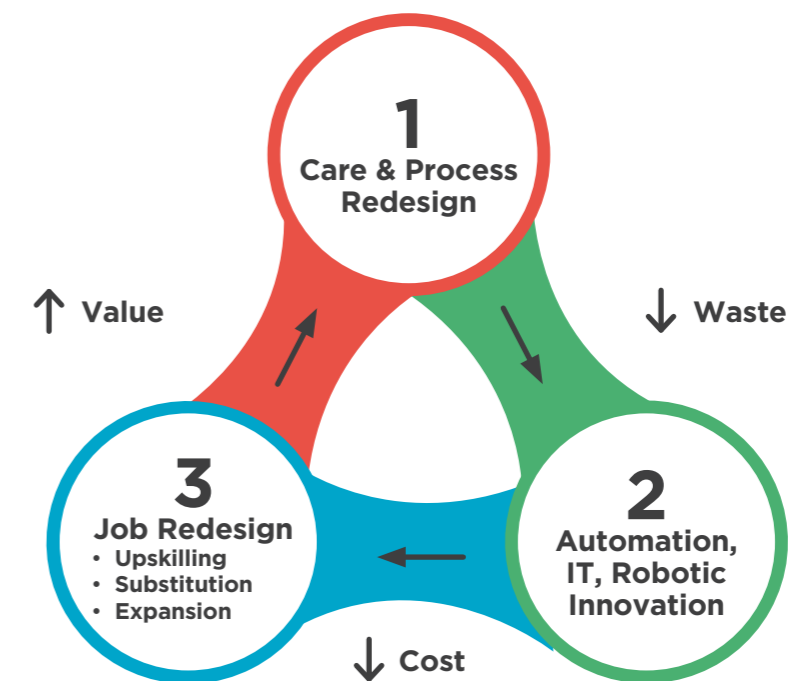 1
Care & Process
Redesign
↑ Value
↓ Waste
3
Job Redesign
• Upskilling
• Substitution
• Expansion
2
Automation,
IT, Robotic
Innovation
↓ Cost